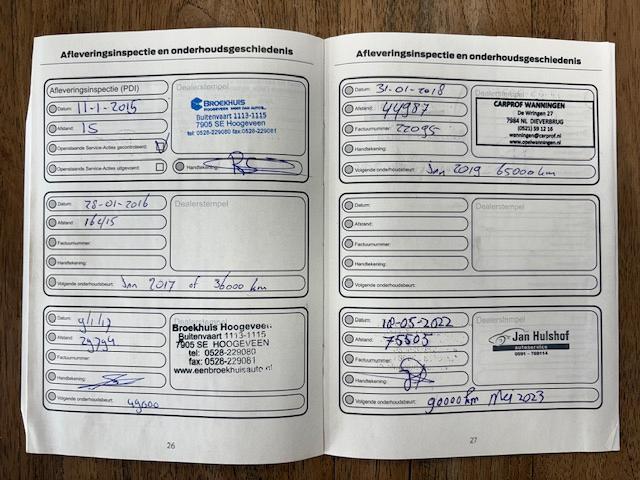 Afleveringsinspectie en onderhoudsgeschiedenis
Afleveringsinspectie (PDI)
Datum: 11-1-2015
Afstand: 15
Openstaande Service-Acties gecontroleerd:
Openstaande Service-Acties uitgevoerd:
Dealerstempel
BROEKHUIS
Buitenvaart 1113-1115
7905 SE Hoogeveen
tel: 0528-229080 fax:0528-229081
Handtekening:
Datum: 28-01-2016
Afstand: 16415
Factuurnummer:
Handtekening:
Volgende onderhoudsbeurt: Jan 2017 of 36000 km
Dealerstempel
Datum: 9/1/17
Afstand: 29794
Factuurnummer:
Handtekening:
Volgende onderhoudsbeurt:
49000
Broekhuis Hoogeveen
Buitenvaart 1113-1115
7905 SE HOOGEVEEN
tel: 0528-229080
fax: 0528-229081
www.eenbroekhuisauto.nl
26
Afleveringsinspectie en onderhoudsgeschiedenis
Datum: 31-01-2018
Afstand: 44987
Factuurnummer: 22095
Handtekening:
Volgende onderhoudsbeurt: Jan 2019 65000 km
Dealerstempel
CARPROF WANNINGEN
De Wringen 27
7984 NL DIEVERBRUG
(0521) 59 12 16
wanningen@carprof.nl
www.opelwanningen.nl
Datum:
Afstand:
Factuurnummer:
Handtekening:
Volgende onderhoudsbeurt:
Dealerstempel
Datum: 18-05-2022
Afstand: 75505
Factuurnummer:
Handtekening:
Volgende onderhoudsbeurt: 90000 km Mei 2023
Dealerstempel
Jan Hulshof
autoservice
27